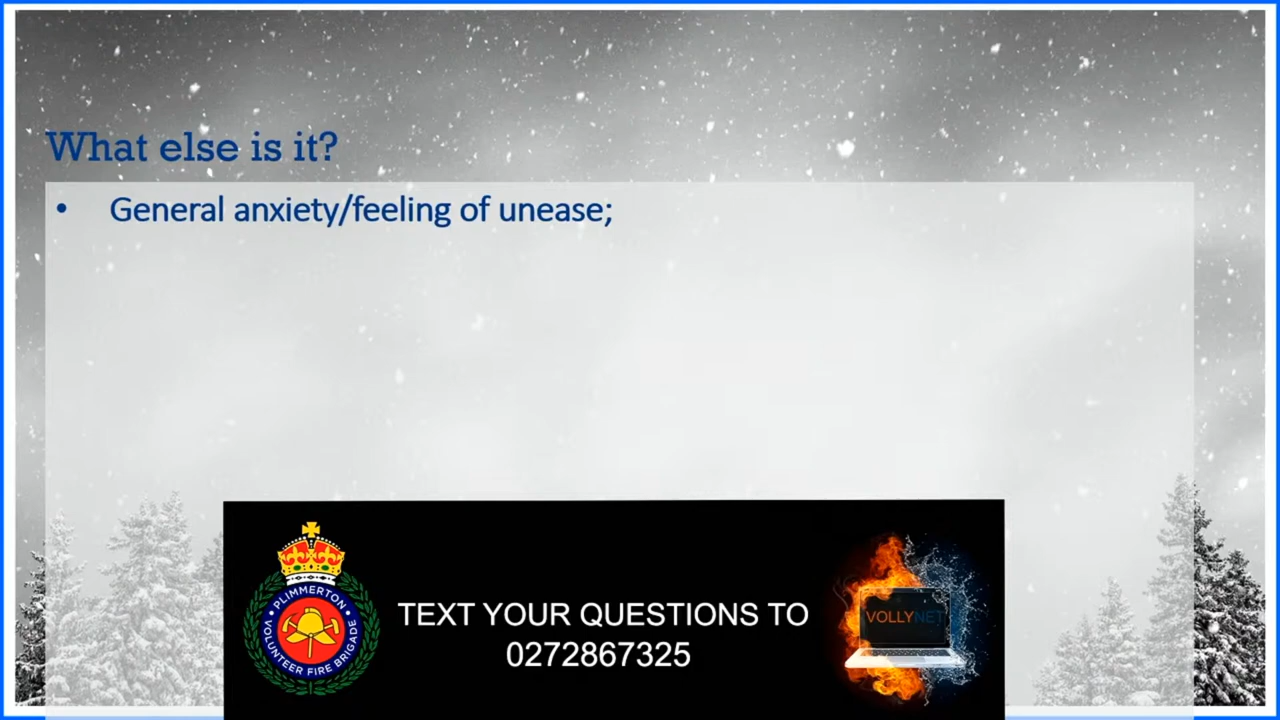 What else is it?
• General anxiety/feeling of unease;
PLIMMERTON
VOLUNTEER FIRE BRIGADE
TEXT YOUR QUESTIONS TO
0272867325
VOLLYNET